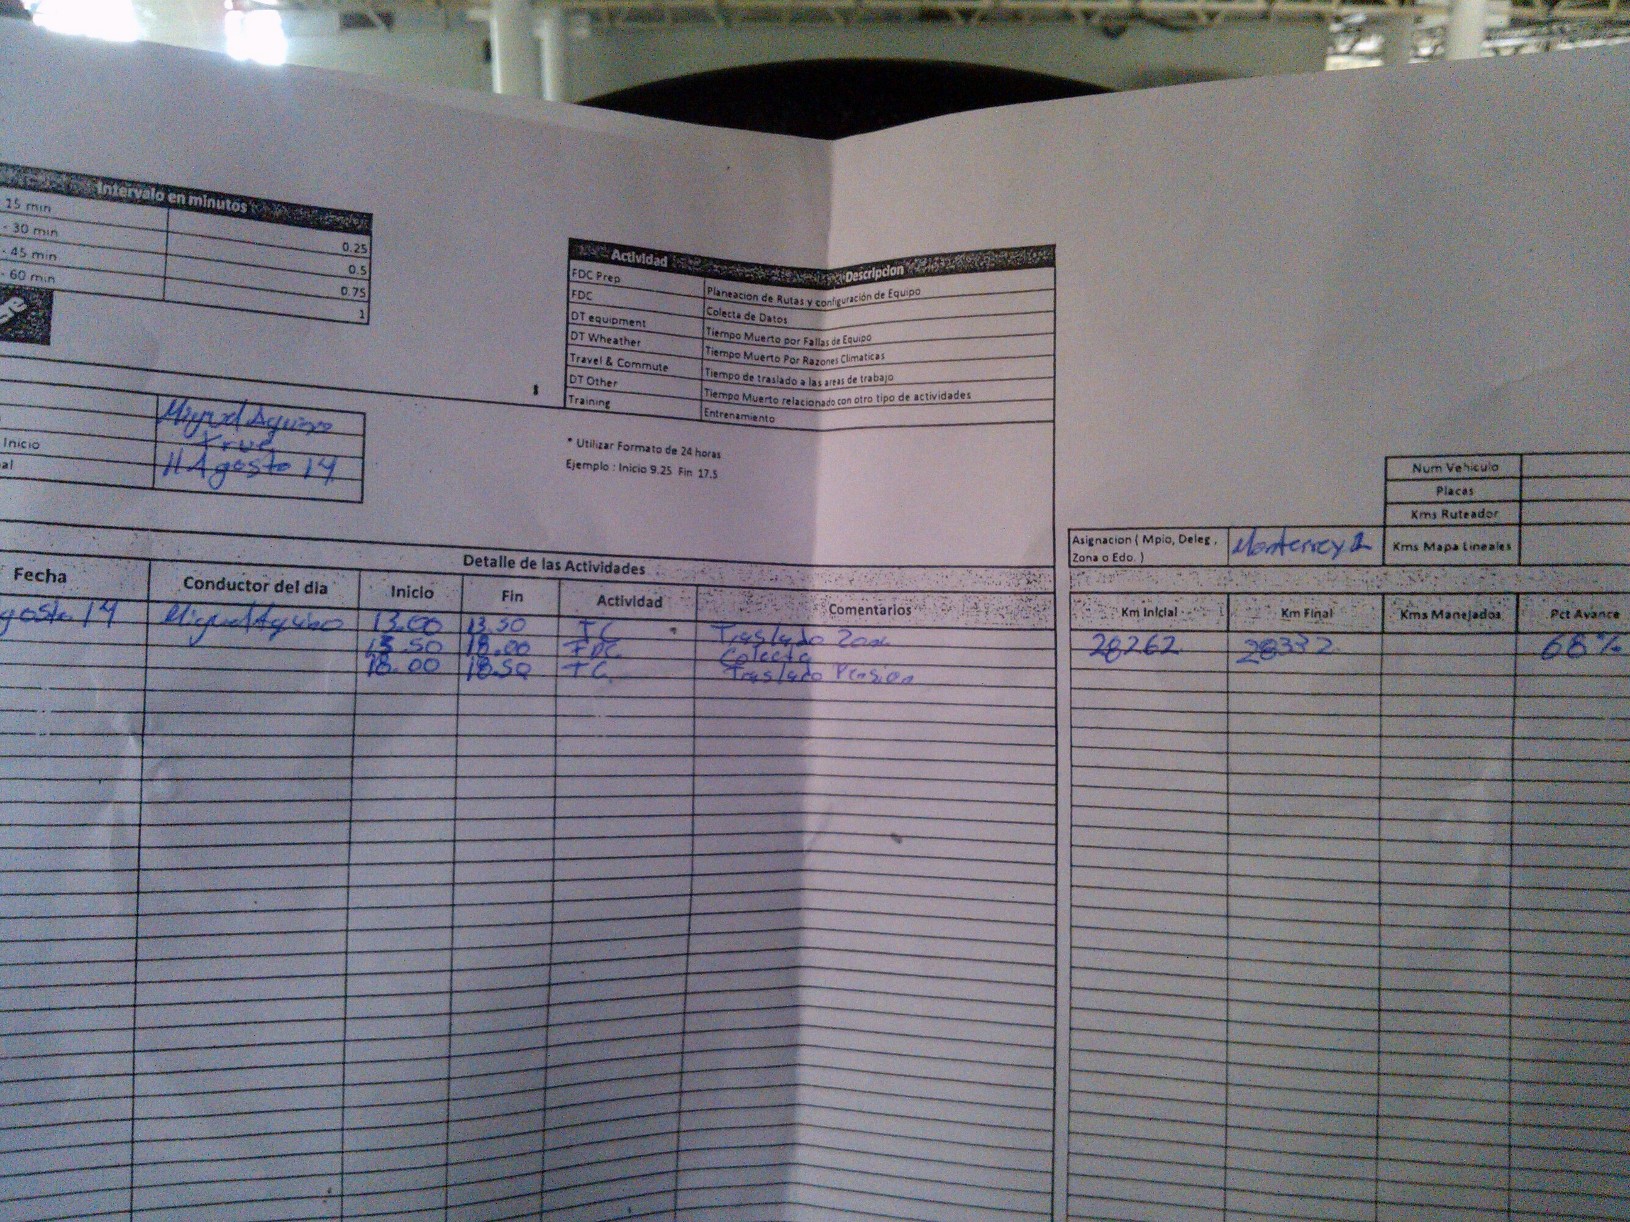 Intervalo en minutos
15 min 0.25
- 30 min 0.5
- 45 min 0.75
- 60 min 1
Actividad Descripcion
FDC Prep Planeacion de Rutas y configuración de Equipo
FDC Colecta de Datos
DT equipment Tiempo Muerto por Fallas de Equipo
DT Wheather Tiempo Muerto Por Razones Climaticas
Travel & Commute Tiempo de traslado a las areas de trabajo
DT Other Tiempo Muerto relacionado con otro tipo de actividades
Training Entrenamiento
* Utilizar Formato de 24 horas
Ejemplo : Inicio 9.25 Fin 17.5
Miguel Aquino
Inicio True
al 11 Agosto 14
Num Vehiculo
Placas
Kms Ruteador
Asignacion ( Mpio, Deleg , Zona o Edo. ) Monterrey 2 Kms Mapa Lineales
Detalle de las Actividades
Fecha Conductor del dia Inicio Fin Actividad Comentarios Km Inicial Km Final Kms Manejados Pct Avance
gosto 14 Miguel Aquino 13.00 13.50 TC Traslado Zona 28262 28332 68%
13.50 18.00 FDC Colecta
18.00 18.50 TC Traslado Pension